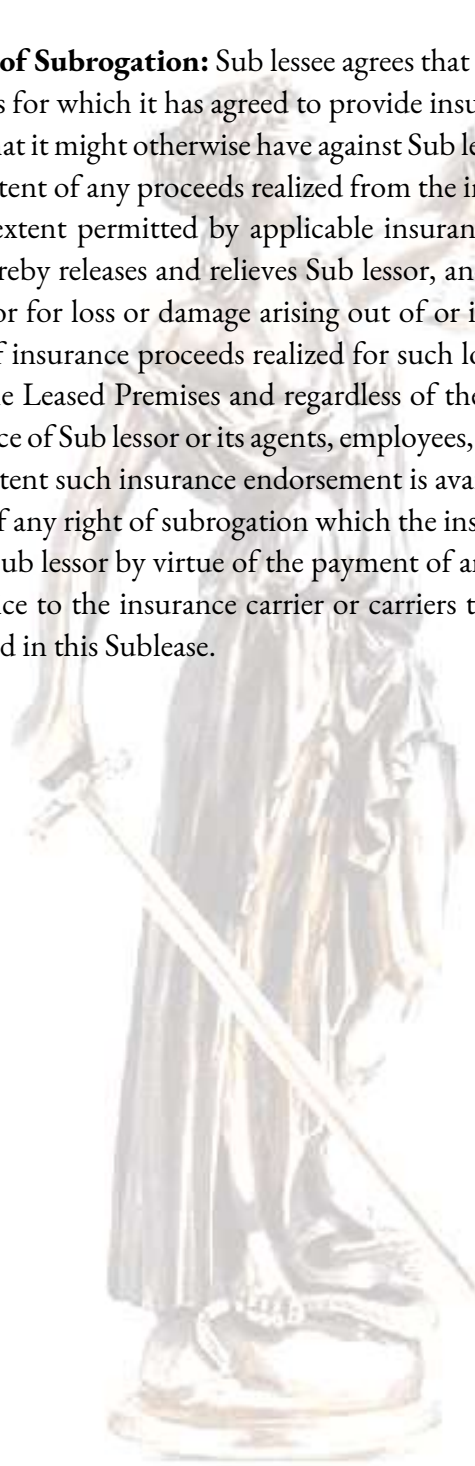 of Subrogation: Sub lessee agrees that
s for which it has agreed to provide insu
at it might otherwise have against Sub le
tent of any proceeds realized from the in
extent permitted by applicable insuran
reby releases and relieves Sub lessor, an
or for loss or damage arising out of or i
f insurance proceeds realized for such lo
e Leased Premises and regardless of the
ce of Sub lessor or its agents, employees,
tent such insurance endorsement is ava
f any right of subrogation which the ins
ub lessor by virtue of the payment of an
ce to the insurance carrier or carriers t
d in this Sublease.